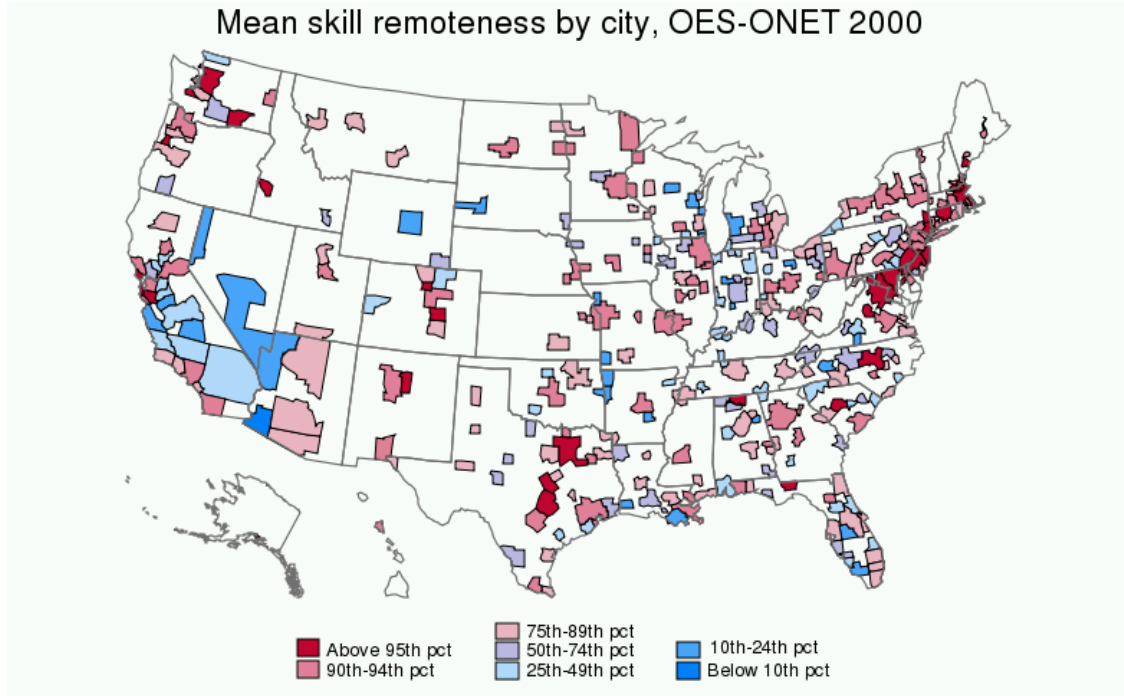 Mean skill remoteness by city, OES-ONET 2000
Above 95th pct
90th-94th pct
75th-89th pct
50th-74th pct
25th-49th pct
10th-24th pct
Below 10th pct